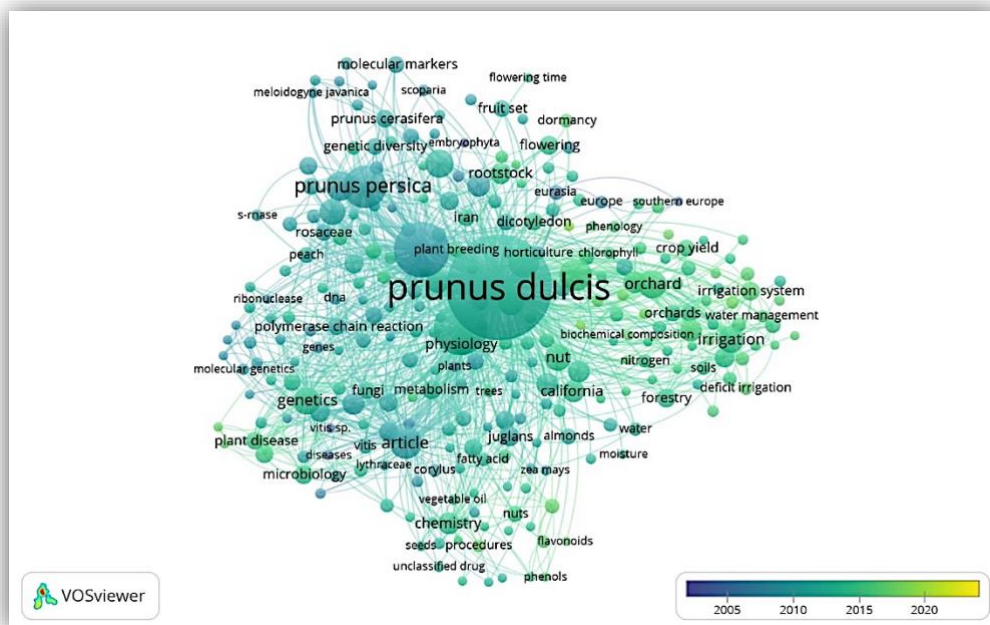 molecular markers
flowering time
meloidogyne javanica
scoparia
fruit set
prunus cerasifera
dormancy
genetic diversity
embryophyta
flowering
rootstock
prunus persica
eurasia
europe
southern europe
s-rnase
iran
dicotyledon
phenology
rosaceae
plant breeding
horticulture
chlorophyll
crop yield
peach
prunus dulcis
orchard
irrigation system
ribonuclease
dna
orchards
water management
polymerase chain reaction
biochemical composition
irrigation
genes
physiology
nut
nitrogen
soils
molecular genetics
plants
deficit irrigation
fungi
metabolism
trees
california
forestry
genetics
vitis sp.
water
plant disease
vitis
article
juglans
almonds
diseases
lythraceae
fatty acid
moisture
microbiology
corylus
zea mays
vegetable oil
nuts
chemistry
seeds
procedures
flavonoids
unclassified drug
phenols
VOSviewer
2005 2010 2015 2020